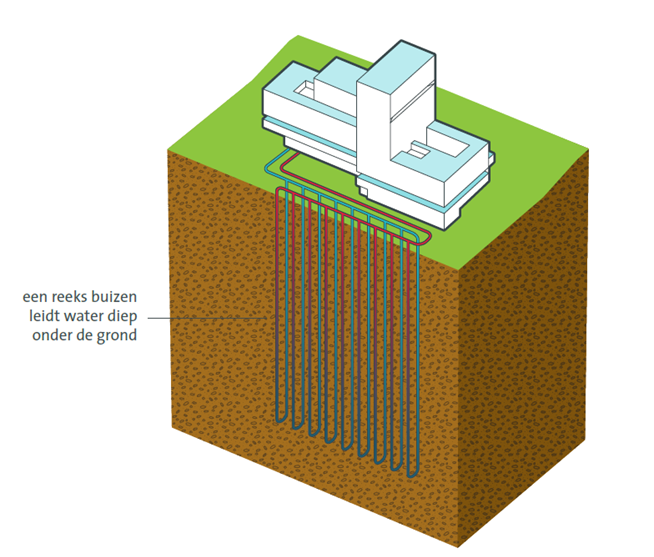 een reeks buizen
leidt water diep
onder de grond